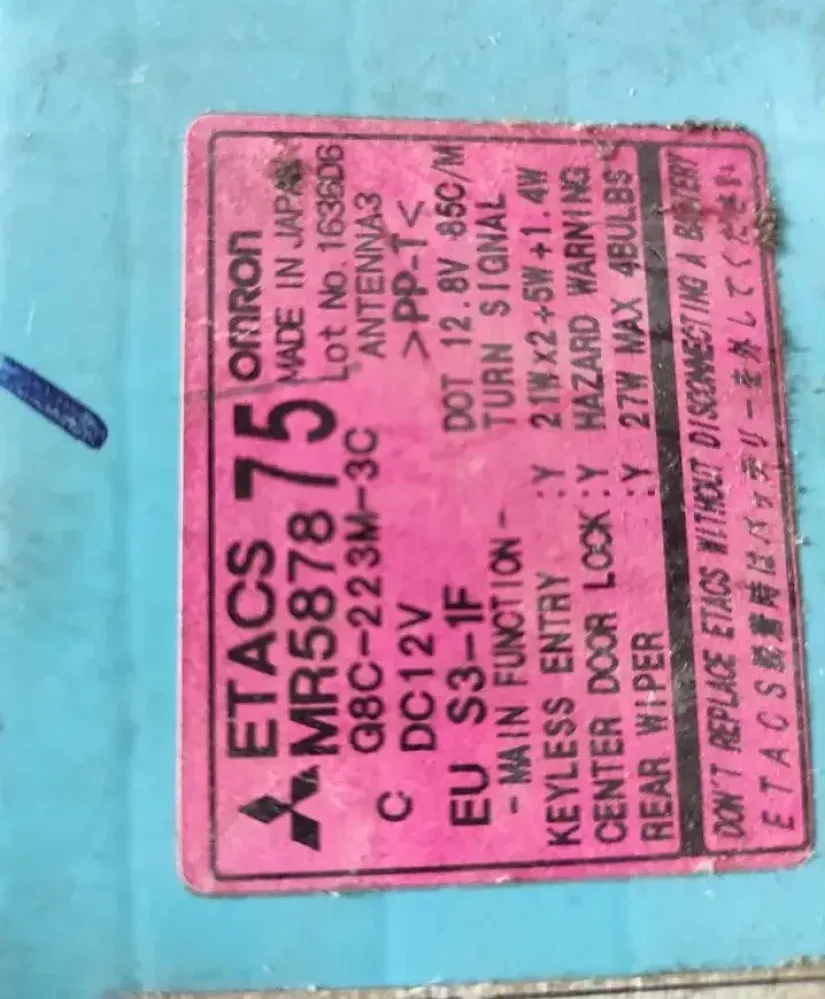 ETACS
MR587875
OMRON
MADE IN JAPAN
G8C-223M-3C
Lot No. 1636D6
ANTENNA3
C DC12V
>PP-T<
EU S3-1F
DOT 12.8V 85C/M
- MAIN FUNCTION -
TURN SIGNAL
KEYLESS ENTRY :Y 21W×2+5W+1.4W
CENTER DOOR LOCK :Y HAZARD WARNING
REAR WIPER :Y 27W MAX 4BULBS
DON'T REPLACE ETACS WITHOUT DISCONNECTING A BATTERY
ETACS脱着時はバッテリーを外してください